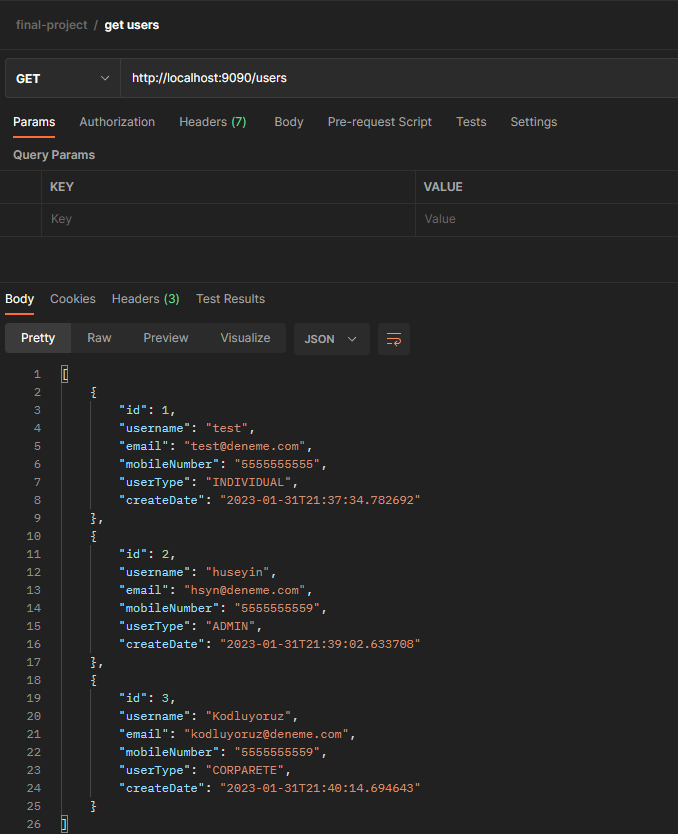 final-project / get users
GET http://localhost:9090/users
Params Authorization Headers (7) Body Pre-request Script Tests Settings
Query Params
KEY VALUE
Key Value
Body Cookies Headers (3) Test Results
Pretty Raw Preview Visualize JSON
1 [
2 {
3 "id": 1,
4 "username": "test",
5 "email": "test@deneme.com",
6 "mobileNumber": "5555555555",
7 "userType": "INDIVIDUAL",
8 "createDate": "2023-01-31T21:37:34.782692"
9 },
10 {
11 "id": 2,
12 "username": "huseyin",
13 "email": "hsyn@deneme.com",
14 "mobileNumber": "5555555559",
15 "userType": "ADMIN",
16 "createDate": "2023-01-31T21:39:02.633708"
17 },
18 {
19 "id": 3,
20 "username": "Kodluyoruz",
21 "email": "kodluyoruz@deneme.com",
22 "mobileNumber": "5555555559",
23 "userType": "CORPARETE",
24 "createDate": "2023-01-31T21:40:14.694643"
25 }
26 ]